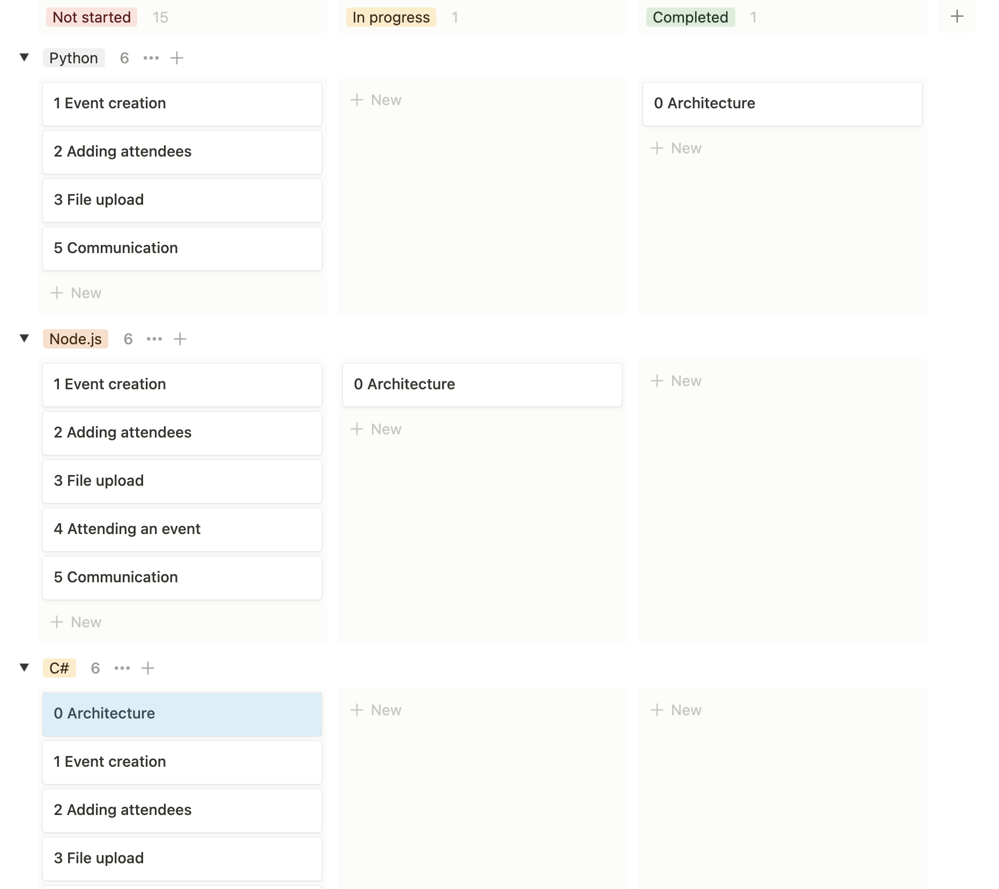 Not started 15 In progress 1 Completed 1
Python 6
1 Event creation
2 Adding attendees
3 File upload
5 Communication
New
New
0 Architecture
New
Node.js 6
1 Event creation
2 Adding attendees
3 File upload
4 Attending an event
5 Communication
New
0 Architecture
New
New
C# 6
0 Architecture
1 Event creation
2 Adding attendees
3 File upload
New
New